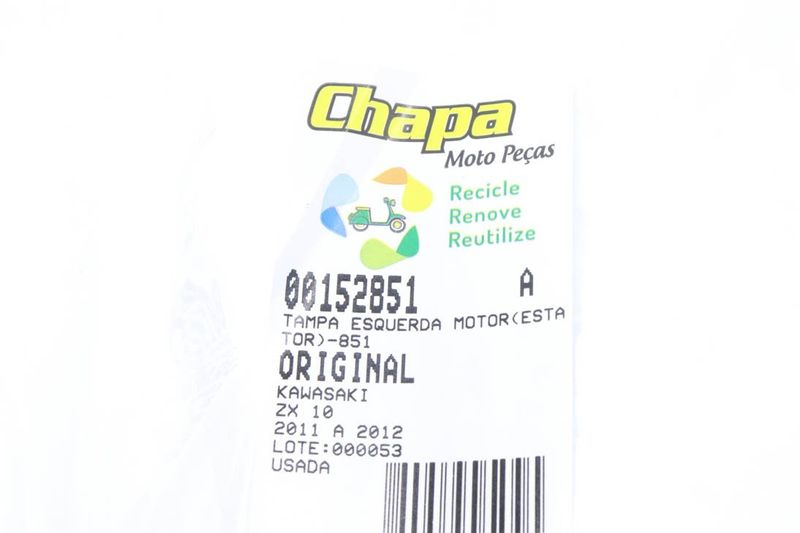 Chapa
Moto Peças
Recicle
Renove
Reutilize
00152851 A
TAMPA ESQUERDA MOTOR(ESTA
TOR)-851
ORIGINAL
KAWASAKI
ZX 10
2011 A 2012
LOTE:000053
USADA